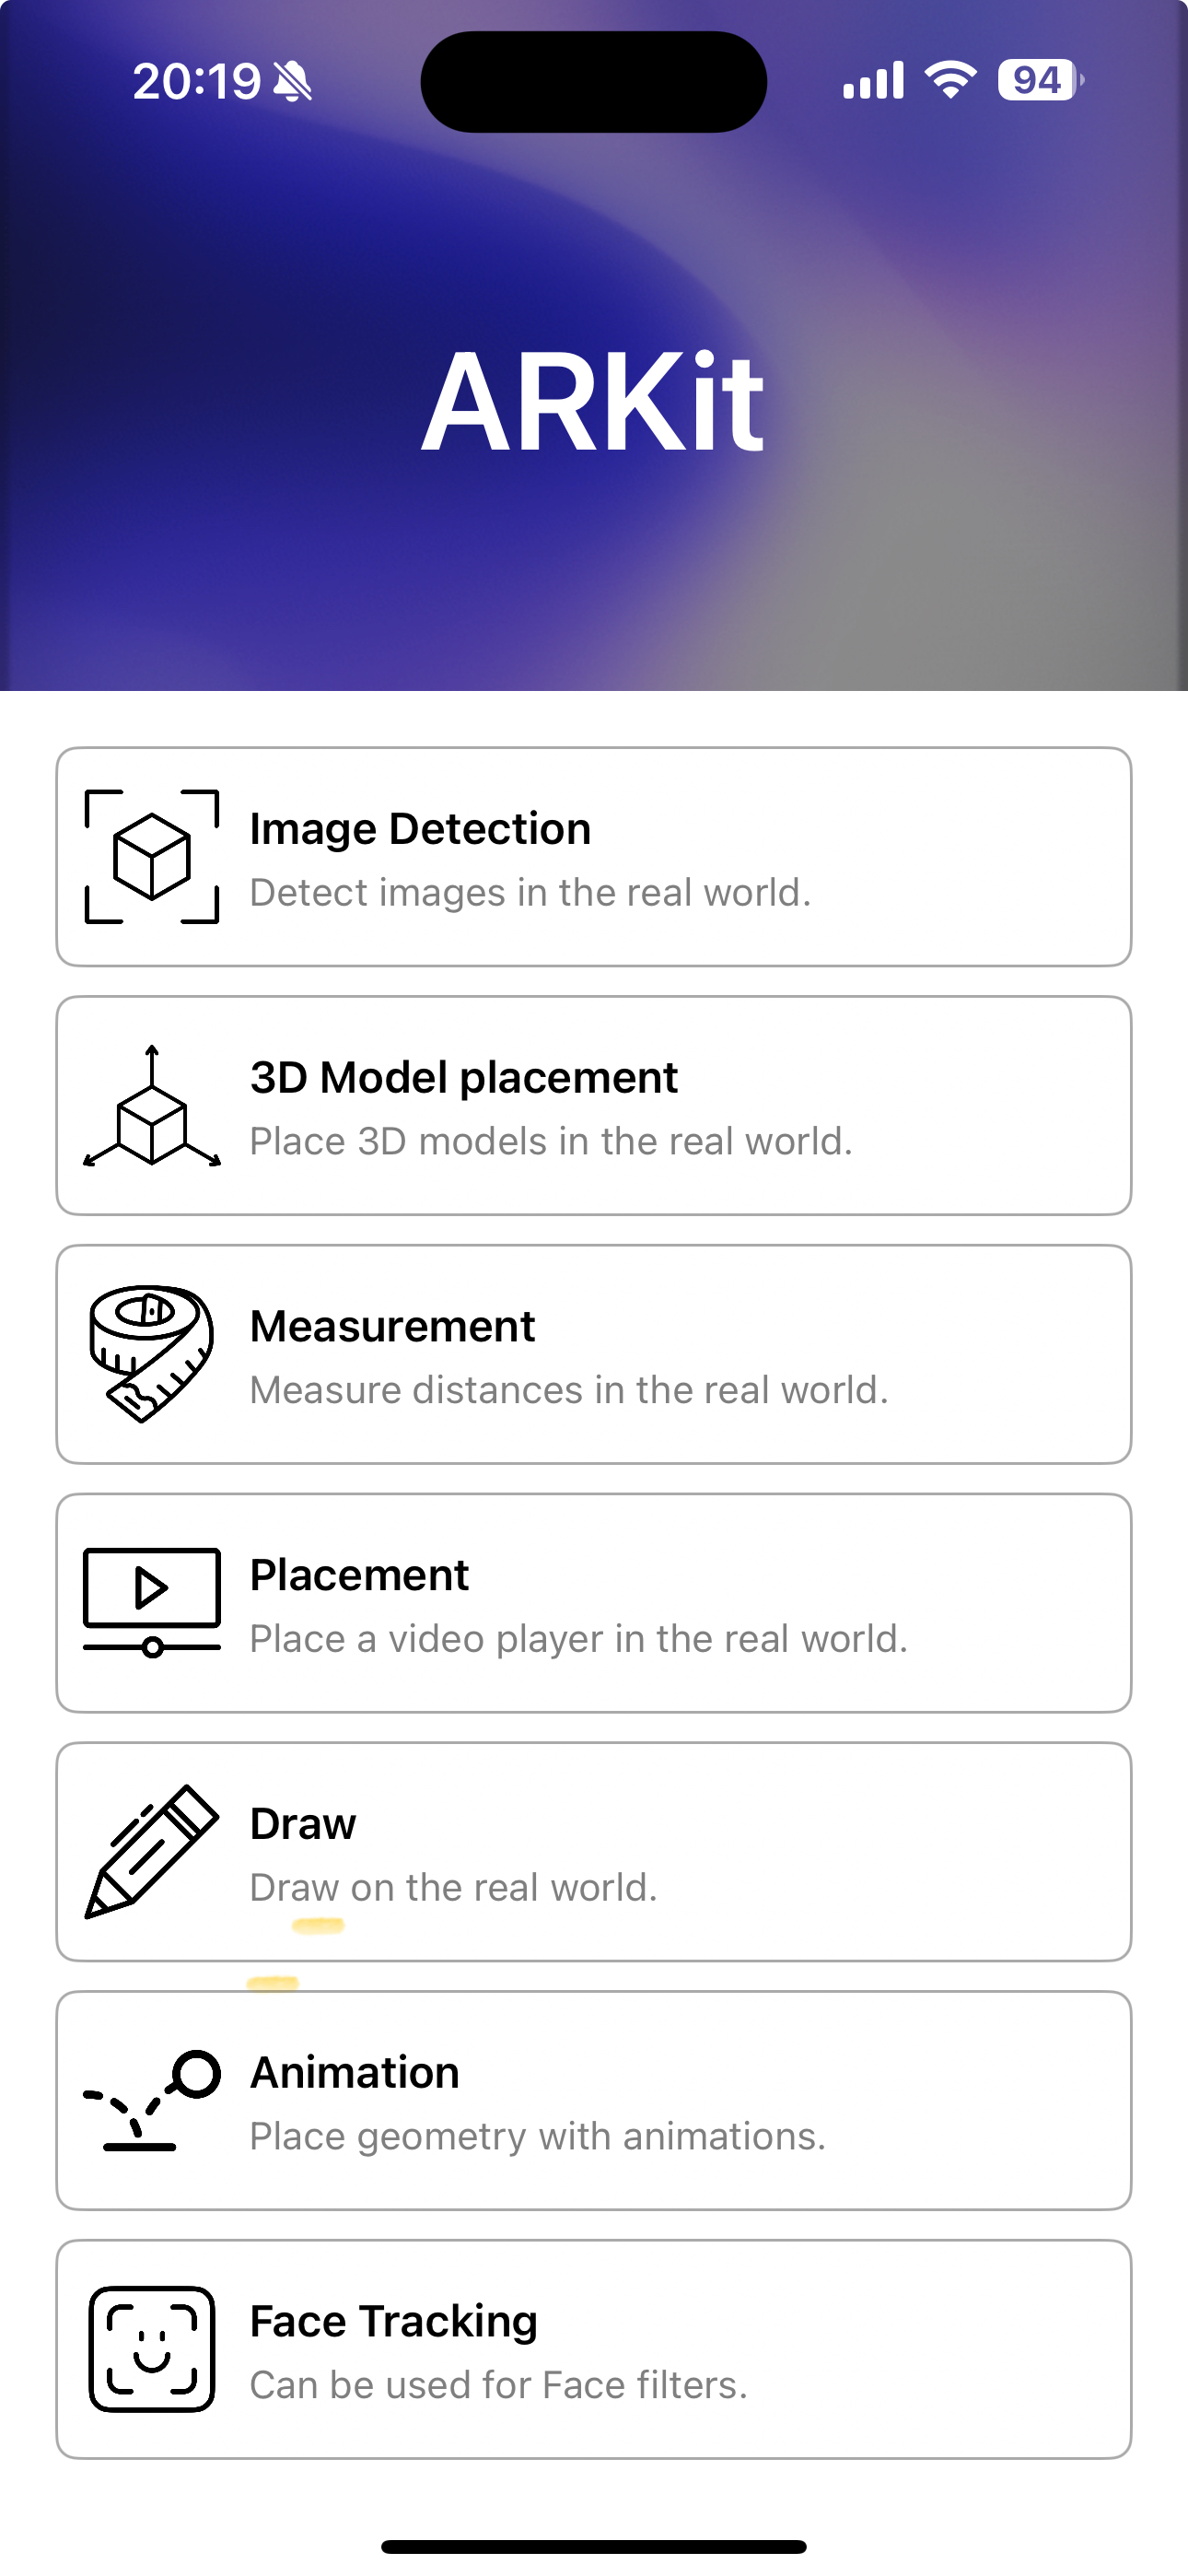 20:19
94
ARKit
Image Detection
Detect images in the real world.
3D Model placement
Place 3D models in the real world.
Measurement
Measure distances in the real world.
Placement
Place a video player in the real world.
Draw
Draw on the real world.
Animation
Place geometry with animations.
Face Tracking
Can be used for Face filters.